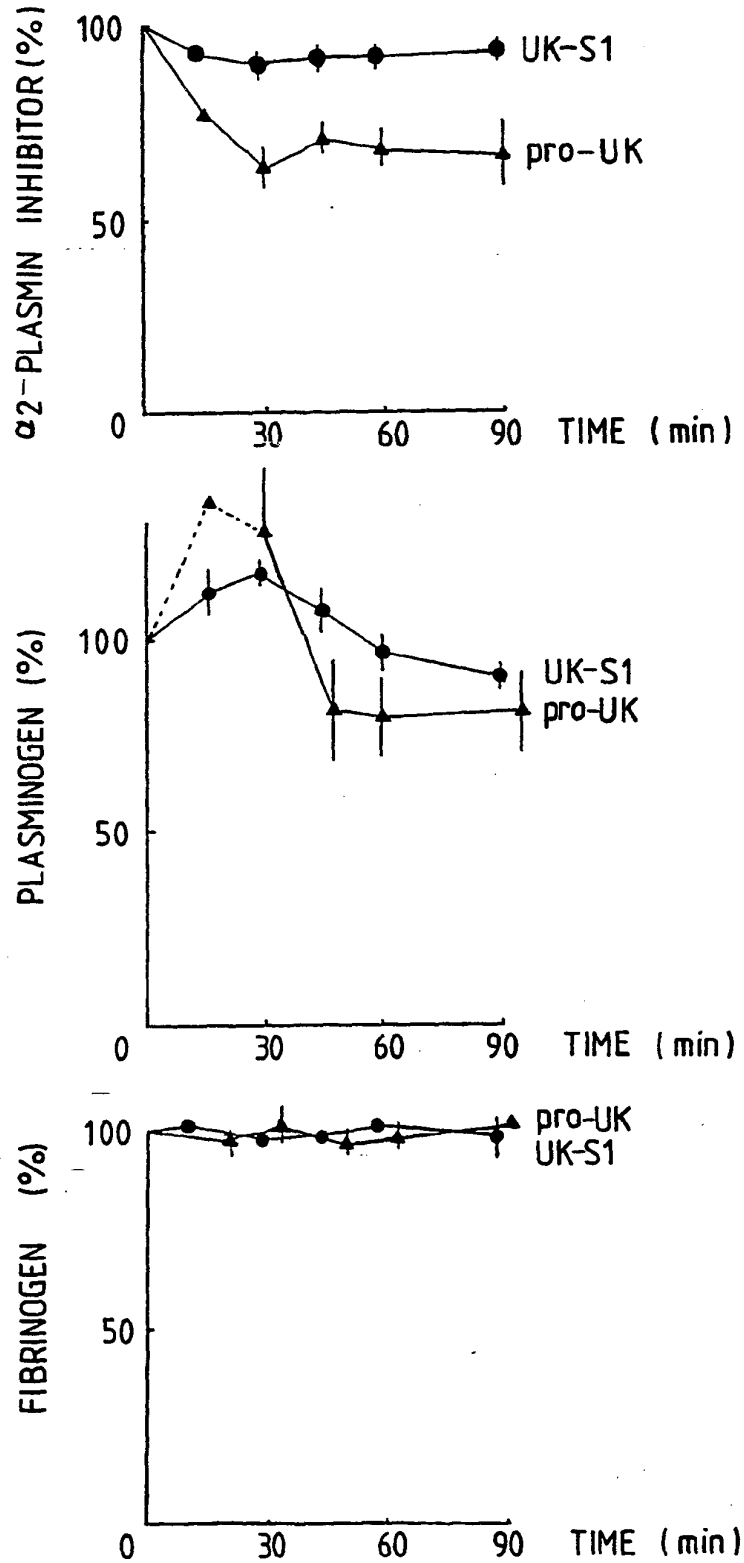 α2-PLASMIN INHIBITOR (%)
100
50
0
30
60
90
TIME (min)
UK-S1
pro-UK
PLASMINOGEN (%)
100
50
0
30
60
90
TIME (min)
UK-S1
pro-UK
FIBRINOGEN (%)
100
50
0
30
60
90
TIME (min)
pro-UK
UK-S1